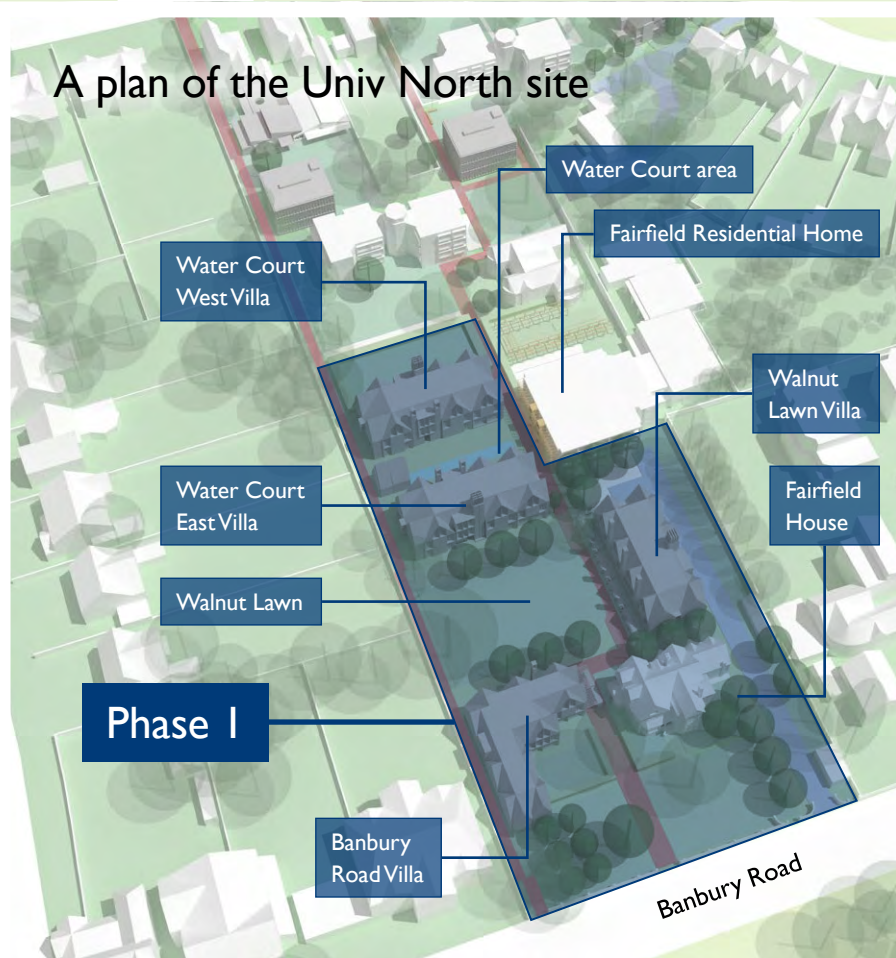 A plan of the Univ North site
Water Court area
Fairfield Residential Home
Water Court
West Villa
Walnut
Lawn Villa
Water Court
East Villa
Fairfield
House
Walnut Lawn
Phase 1
Banbury
Road Villa
Banbury Road